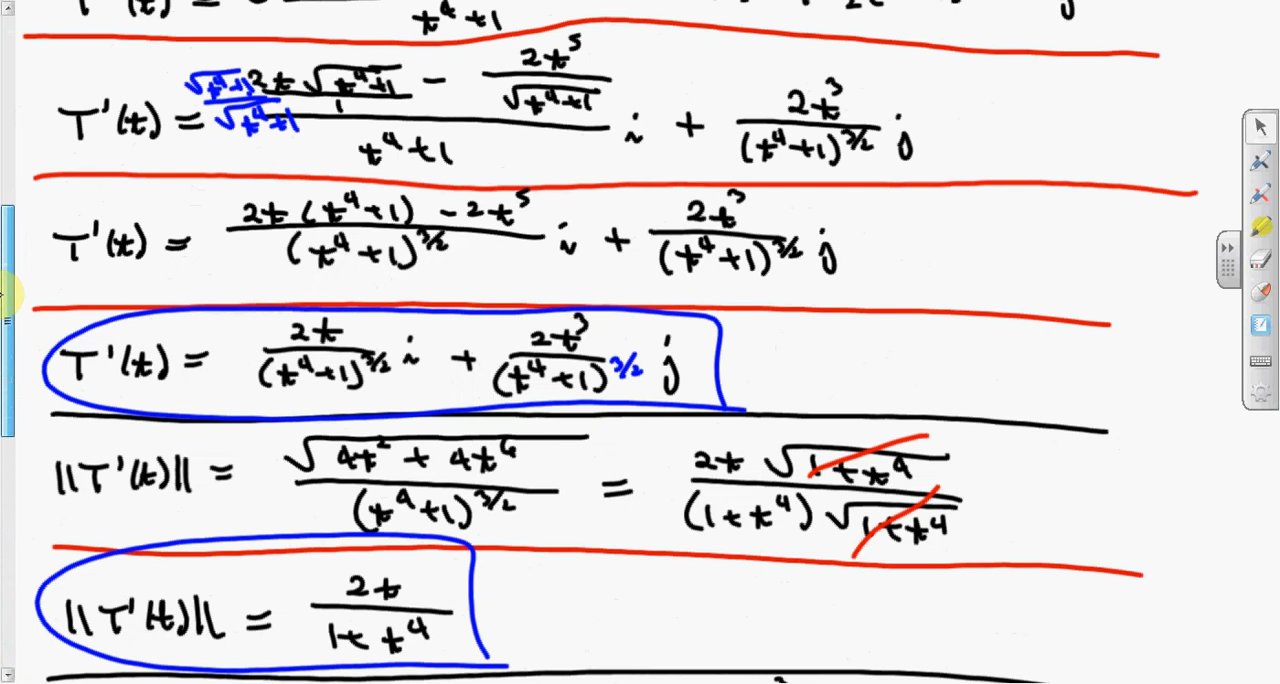 t⁴+1
T'(t) = √(t⁴+1)/√(t⁴+1) (2t√(t⁴+1)/1 − 2t⁵/√(t⁴+1))/(t⁴+1) i + 2t³/(t⁴+1)^(3/2) j
T'(t) = (2t(t⁴+1) − 2t⁵)/(t⁴+1)^(3/2) i + 2t³/(t⁴+1)^(3/2) j
T'(t) = 2t/(t⁴+1)^(3/2) i + 2t³/(t⁴+1)^(3/2) j
||T'(t)|| = √(4t² + 4t⁶)/(t⁴+1)^(3/2) = 2t√(1+t⁴)/((1+t⁴)√(1+t⁴))
||T'(t)|| = 2t/(1+t⁴)